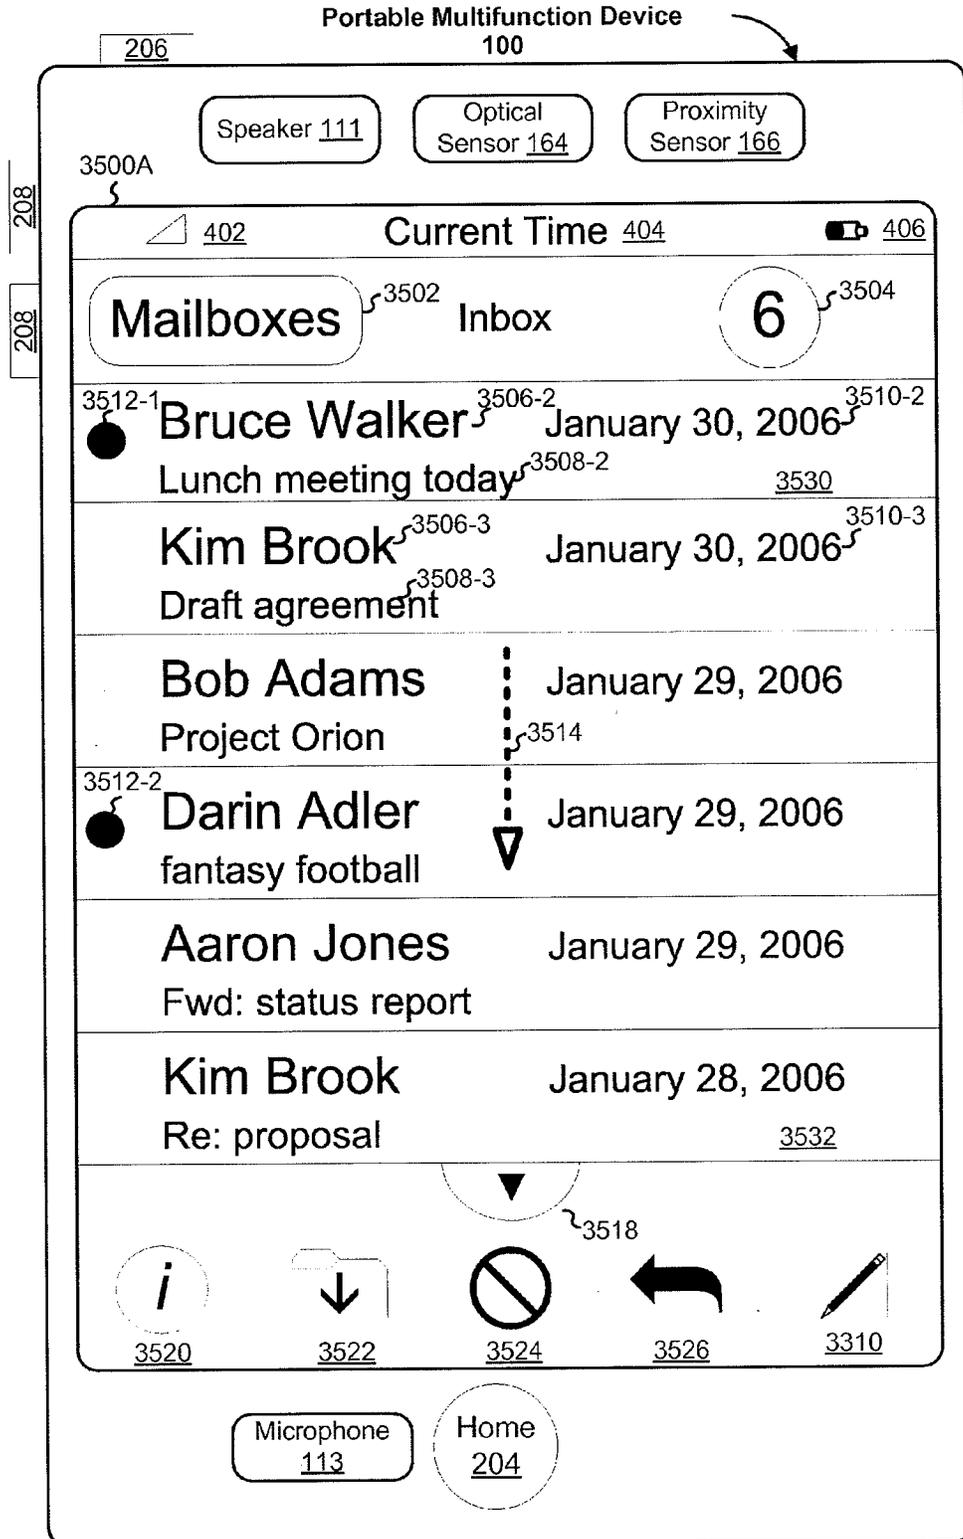 Portable Multifunction Device
100
206
Speaker 111
Optical
Sensor 164
Proximity
Sensor 166
3500A
208
402
Current Time 404
406
Mailboxes
3502
Inbox
6
3504
208
3512-1
Bruce Walker
3506-2
January 30, 2006
3510-2
Lunch meeting today
3508-2
3530
Kim Brook
3506-3
January 30, 2006
3510-3
Draft agreement
3508-3
Bob Adams
January 29, 2006
Project Orion
3514
3512-2
Darin Adler
January 29, 2006
fantasy football
Aaron Jones
January 29, 2006
Fwd: status report
Kim Brook
January 28, 2006
Re: proposal
3532
3518
i
3520
3522
3524
3526
3310
Microphone
113
Home
204